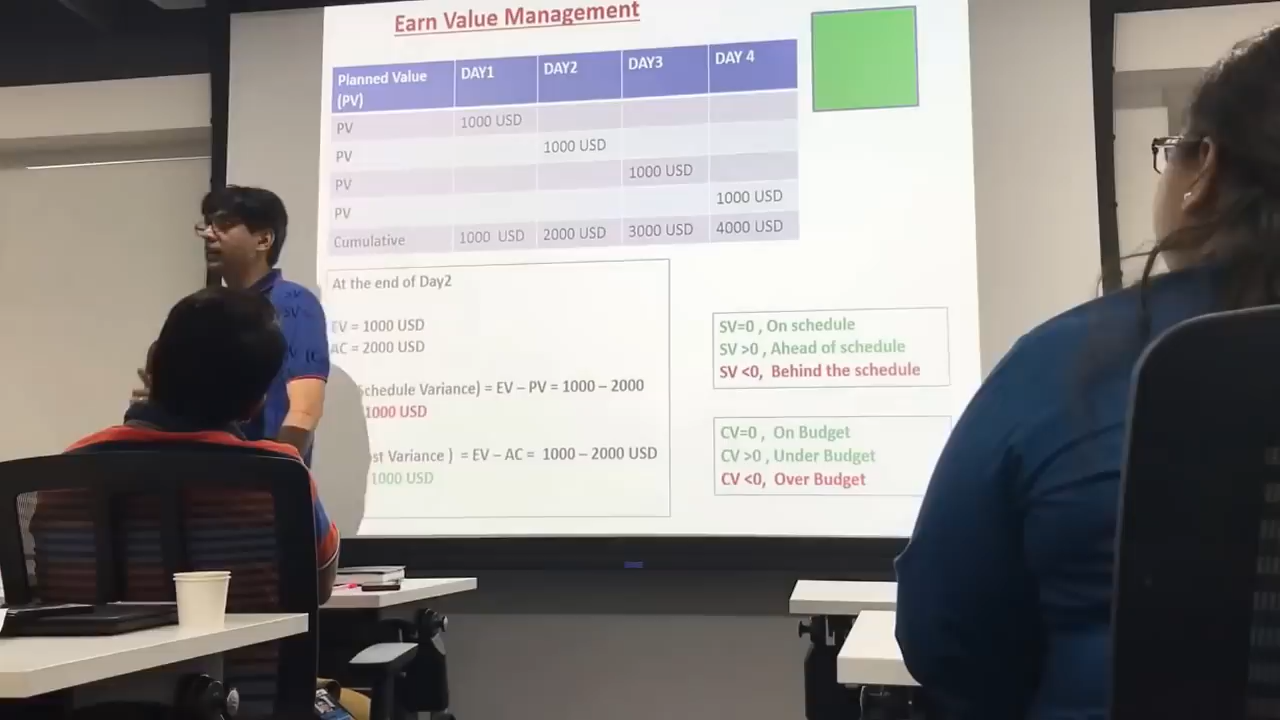 Earn Value Management
Planned Value (PV) DAY1 DAY2 DAY3 DAY 4
PV 1000 USD
PV 1000 USD
PV 1000 USD
PV 1000 USD
Cumulative 1000 USD 2000 USD 3000 USD 4000 USD
At the end of Day2
EV = 1000 USD
AC = 2000 USD
chedule Variance) = EV – PV = 1000 – 2000
1000 USD
ost Variance ) = EV – AC = 1000 – 2000 USD
1000 USD
SV=0 , On schedule
SV >0 , Ahead of schedule
SV <0, Behind the schedule
CV=0 , On Budget
CV >0 , Under Budget
CV <0, Over Budget